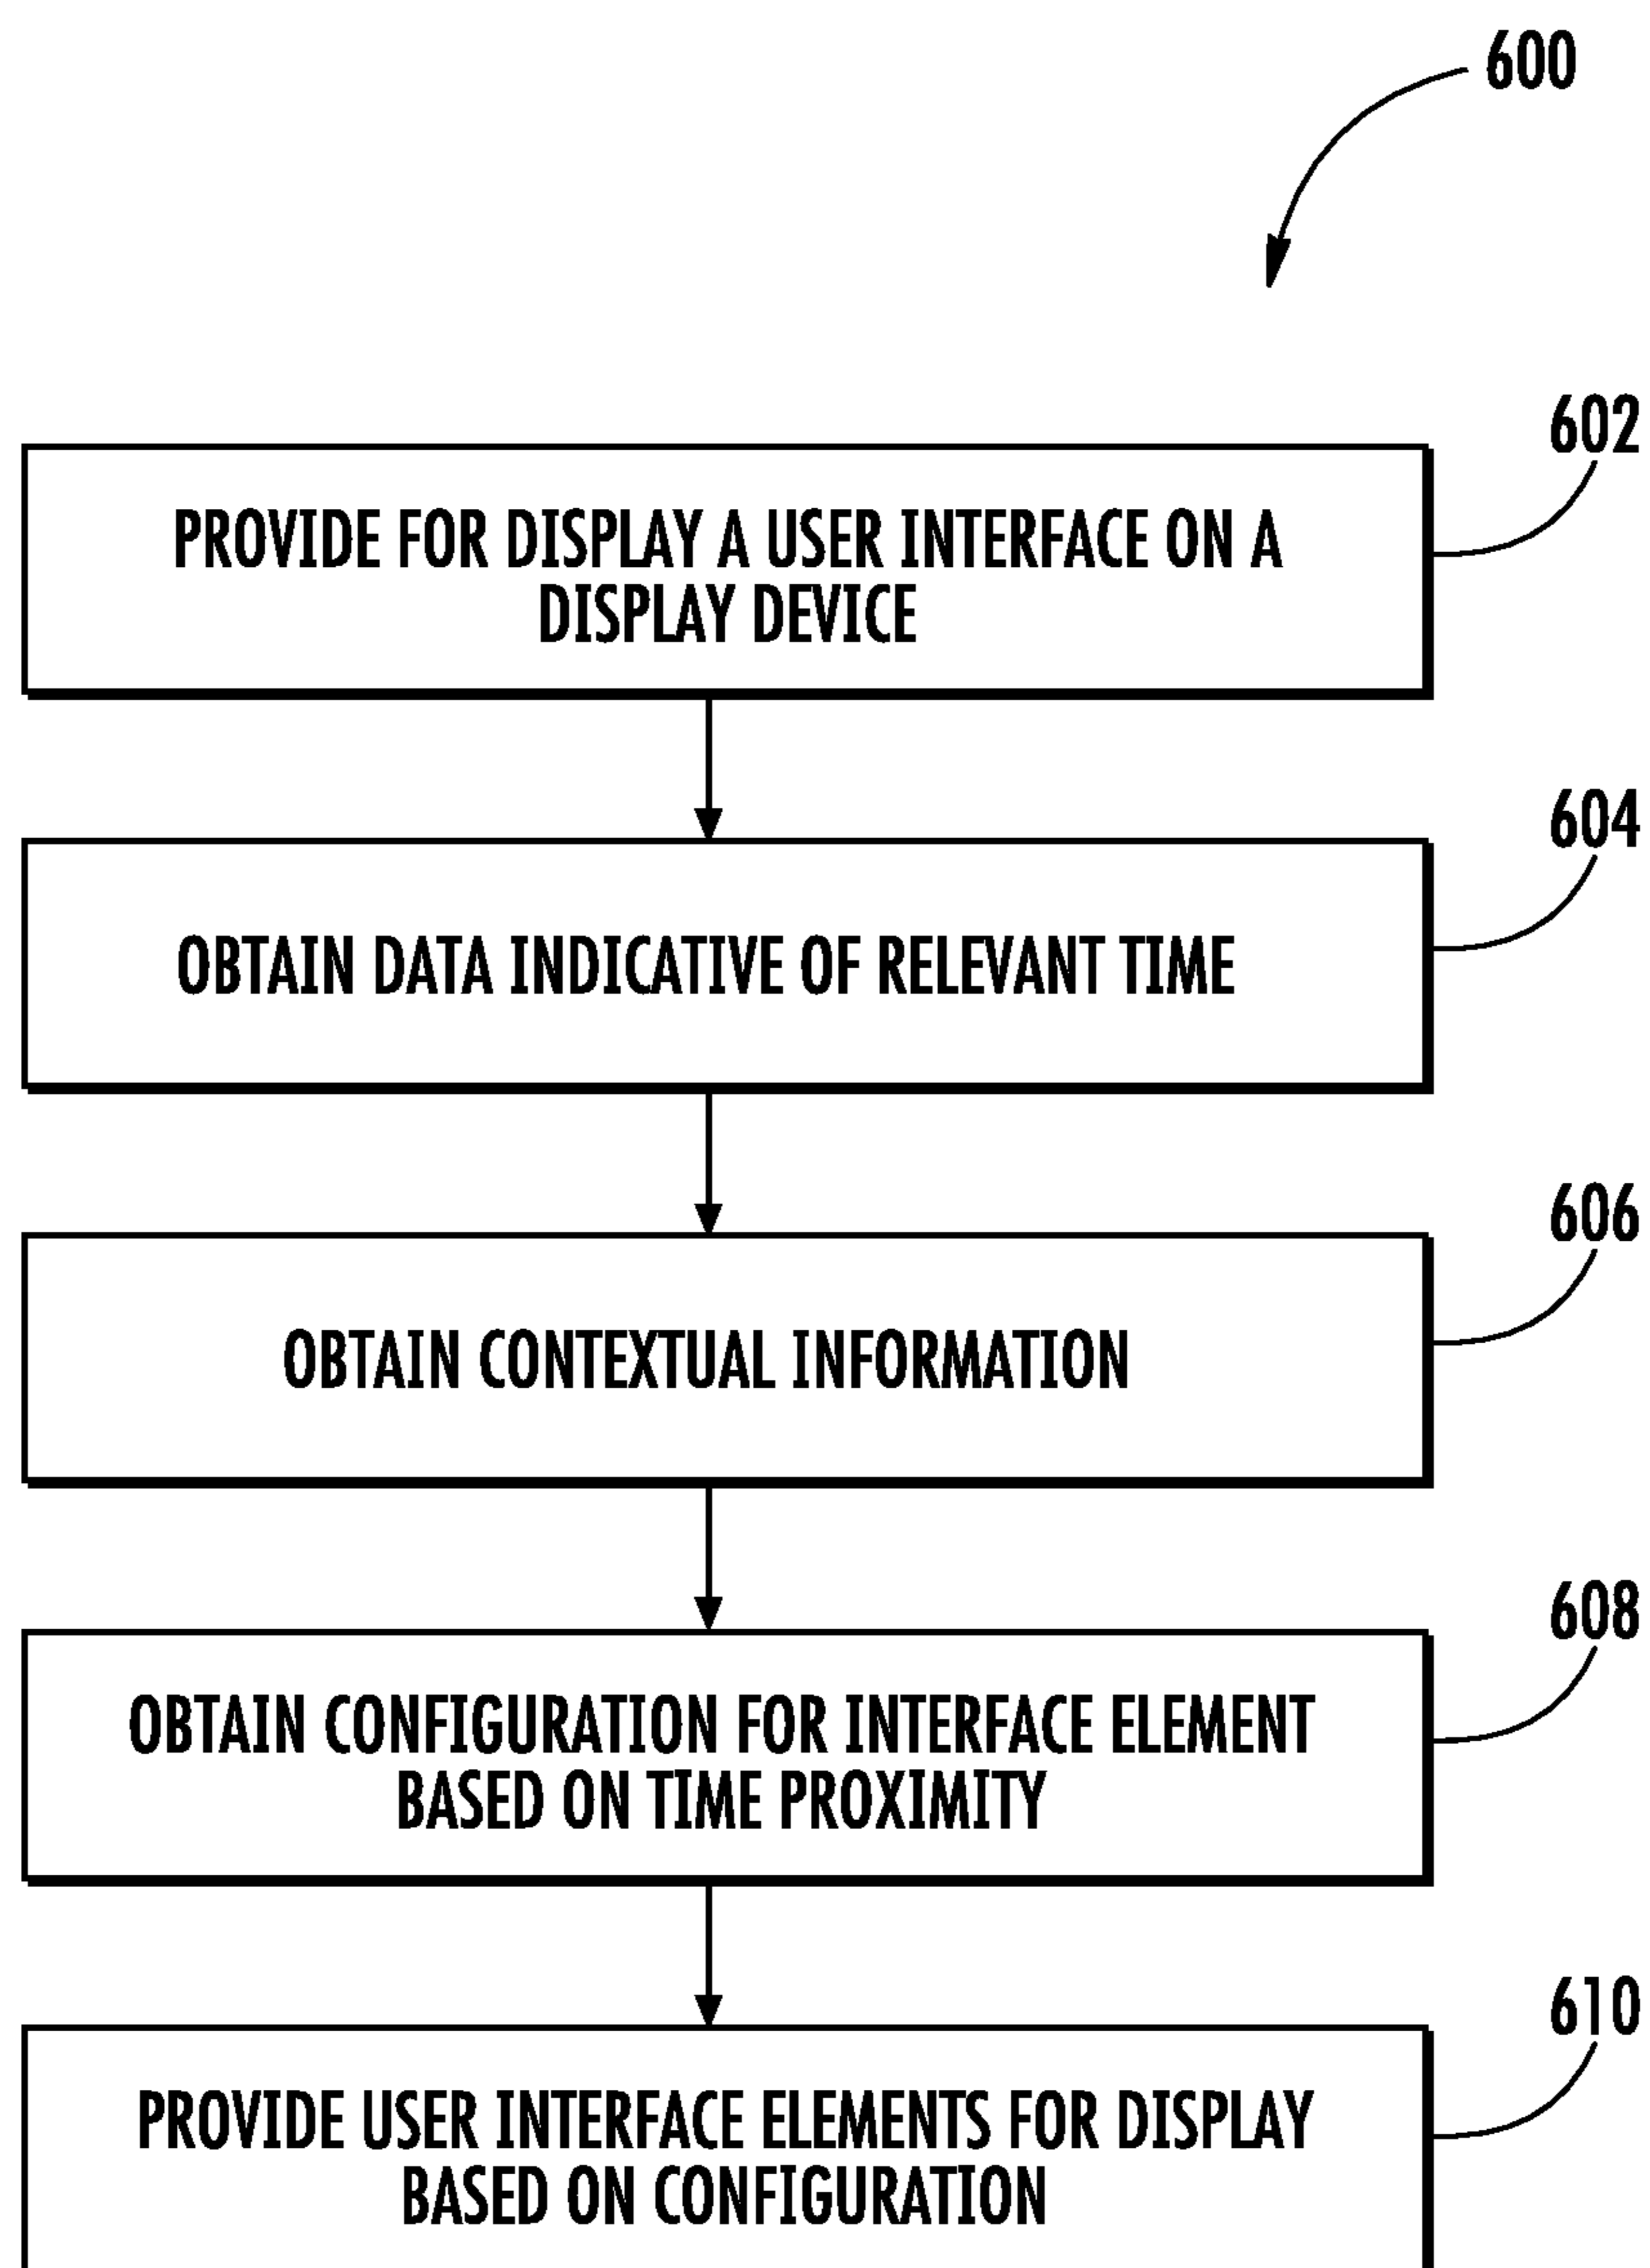 600
602
PROVIDE FOR DISPLAY A USER INTERFACE ON A
DISPLAY DEVICE
604
OBTAIN DATA INDICATIVE OF RELEVANT TIME
606
OBTAIN CONTEXTUAL INFORMATION
608
OBTAIN CONFIGURATION FOR INTERFACE ELEMENT
BASED ON TIME PROXIMITY
610
PROVIDE USER INTERFACE ELEMENTS FOR DISPLAY
BASED ON CONFIGURATION